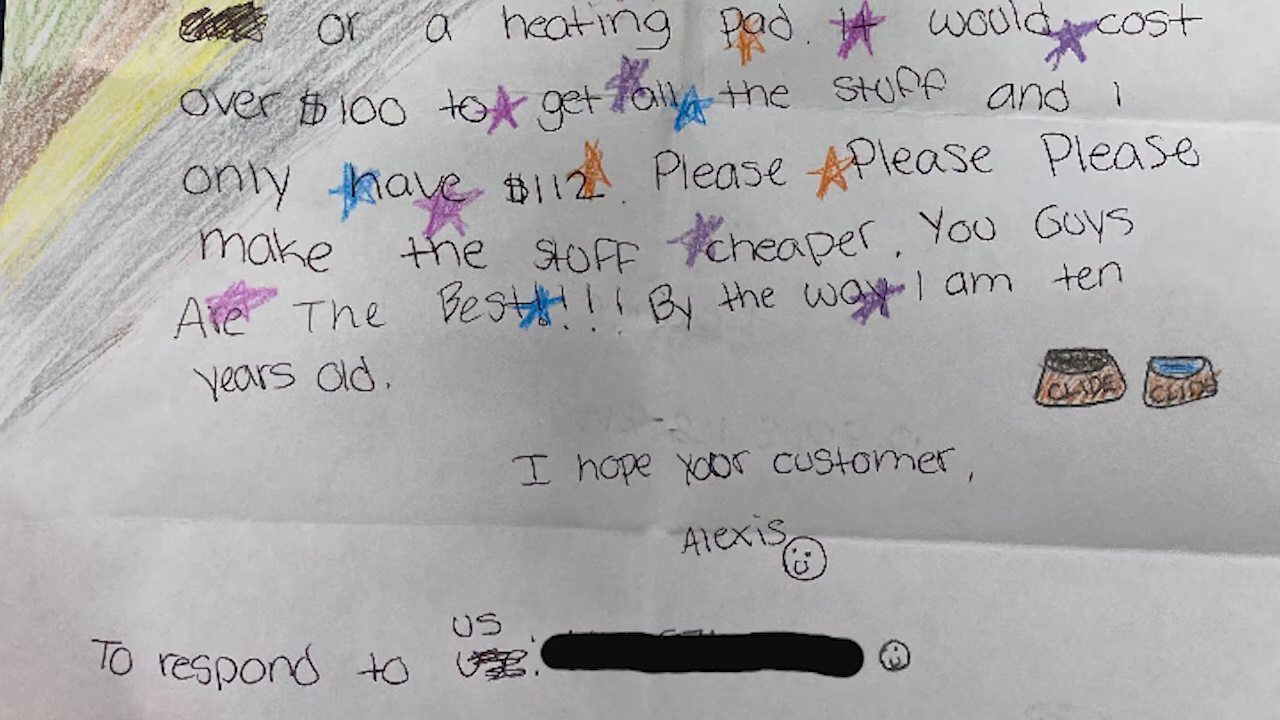 or a heating pad. It would cost
over $100 to get all the stuff and i
only have $112. Please Please Please
make the stuff cheaper. You Guys
Are The Best!!!! By the way I am ten
years old.
CLIDE CLIDE
I hope your customer,
Alexis
US
To respond to :